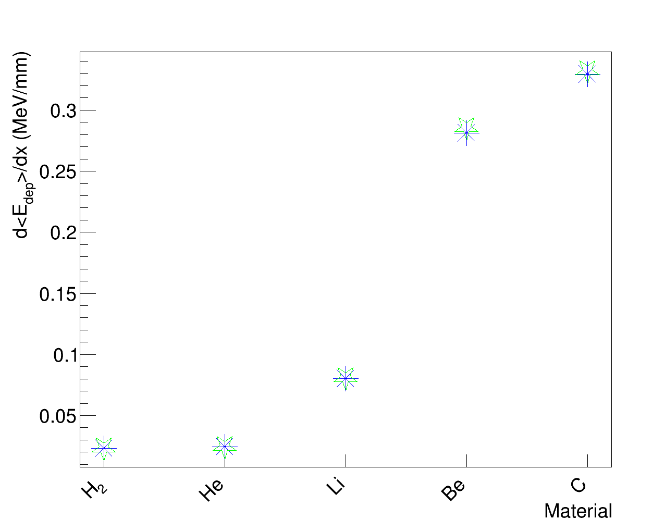 d<E_dep>/dx (MeV/mm)
0.3
0.25
0.2
0.15
0.1
0.05
H₂ He Li Be C
Material